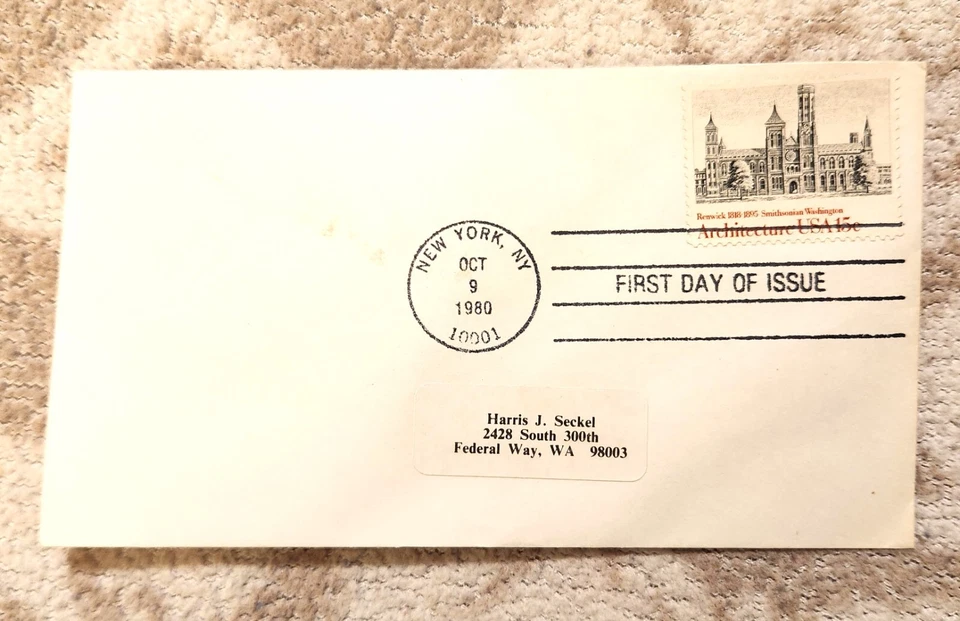 Renwick 1818-1895 Smithsonian Washington
Architecture USA 15c
NEW YORK, NY
OCT
9
1980
10001
FIRST DAY OF ISSUE
Harris J. Seckel
2428 South 300th
Federal Way, WA 98003